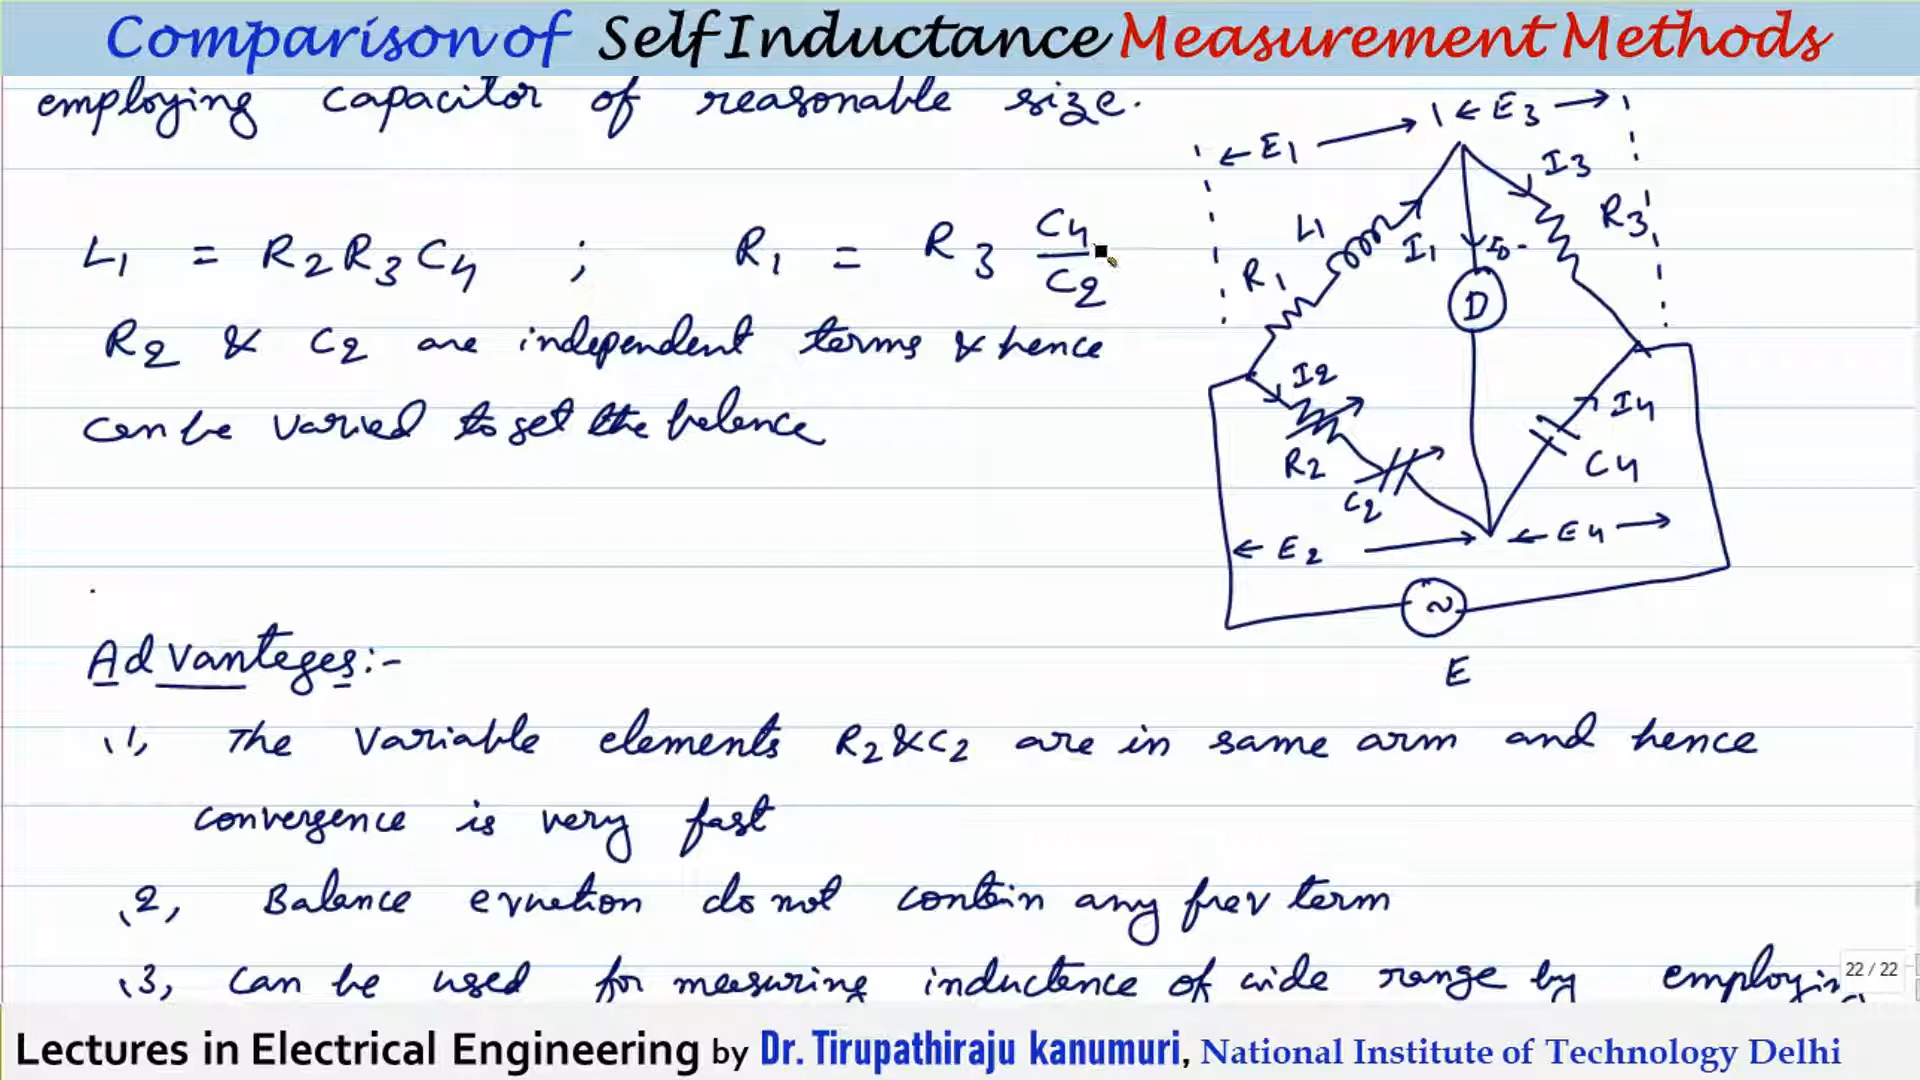 Comparison of Self Inductance Measurement Methods
employing capacitor of reasonable size.
L1 = R2 R3 C4 ; R1 = R3 C4/C2
R2 & C2 are independent terms & hence
can be varied to set the balance
Advantages:-
(1) The variable elements R2 & C2 are in same arm and hence
convergence is very fast
(2) Balance equation do not contain any freq term
(3) Can be used for measuring inductance of wide range by employing
← E1 →
← E3 →
I3
R3
L1
I1
R1
D
I2
R2
C2
I4
C4
← E2 →
← E4 →
~
E
22 / 22
Lectures in Electrical Engineering by Dr. Tirupathiraju kanumuri, National Institute of Technology Delhi